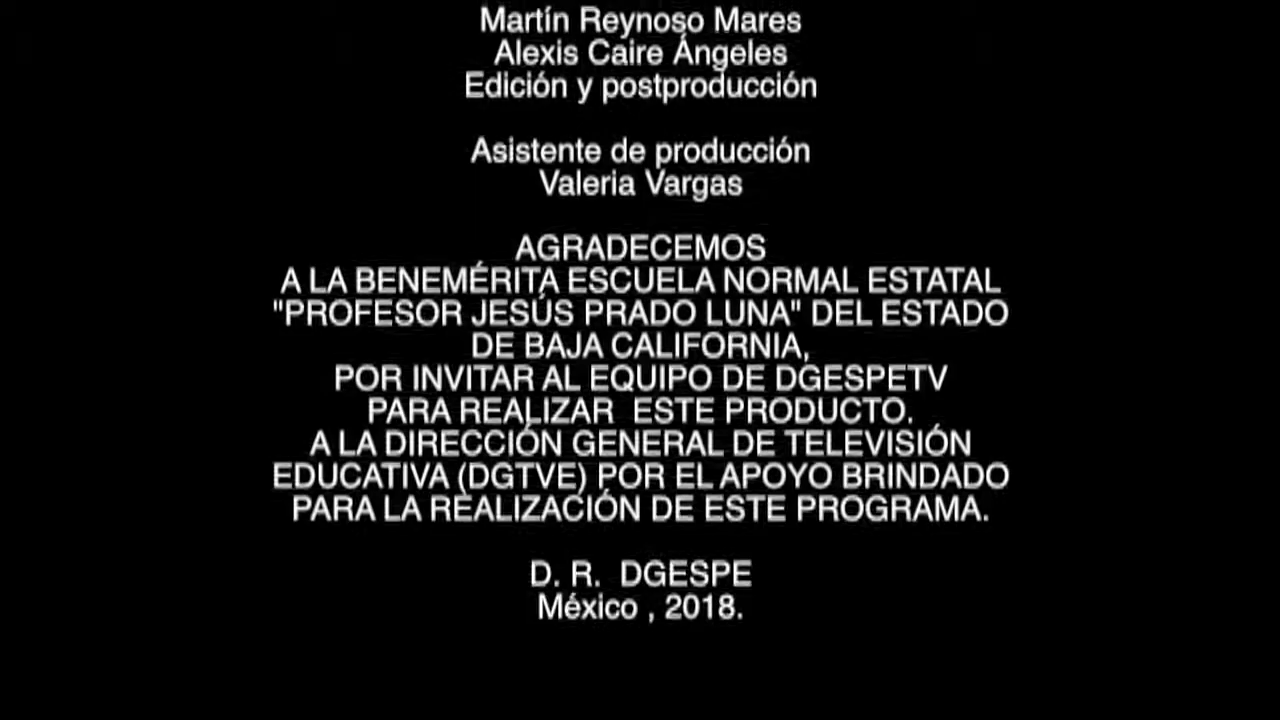 Martín Reynoso Mares
Alexis Caire Ángeles
Edición y postproducción
Asistente de producción
Valeria Vargas
AGRADECEMOS
A LA BENEMÉRITA ESCUELA NORMAL ESTATAL
"PROFESOR JESÚS PRADO LUNA" DEL ESTADO
DE BAJA CALIFORNIA,
POR INVITAR AL EQUIPO DE DGESPETV
PARA REALIZAR  ESTE PRODUCTO.
A LA DIRECCIÓN GENERAL DE TELEVISIÓN
EDUCATIVA (DGTVE) POR EL APOYO BRINDADO
PARA LA REALIZACIÓN DE ESTE PROGRAMA.
D. R.  DGESPE
México , 2018.